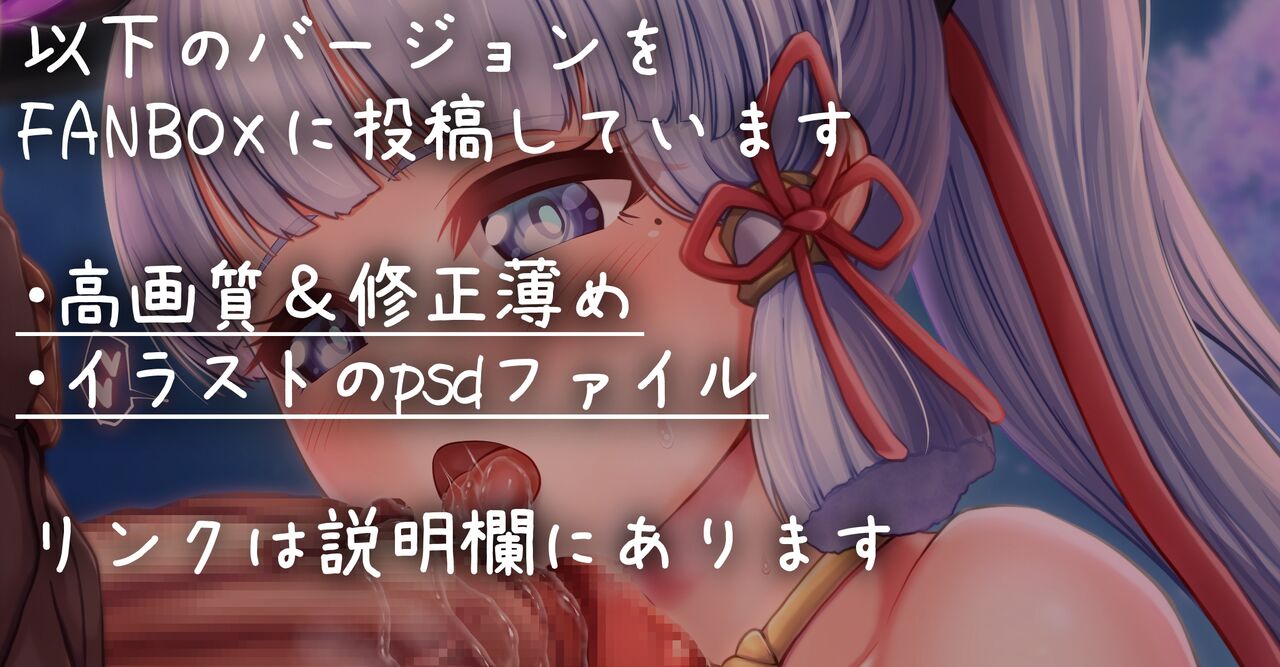 以下のバージョンを
FANBOXに投稿しています
・高画質＆修正薄め
・イラストのpsdファイル
リンクは説明欄にあります